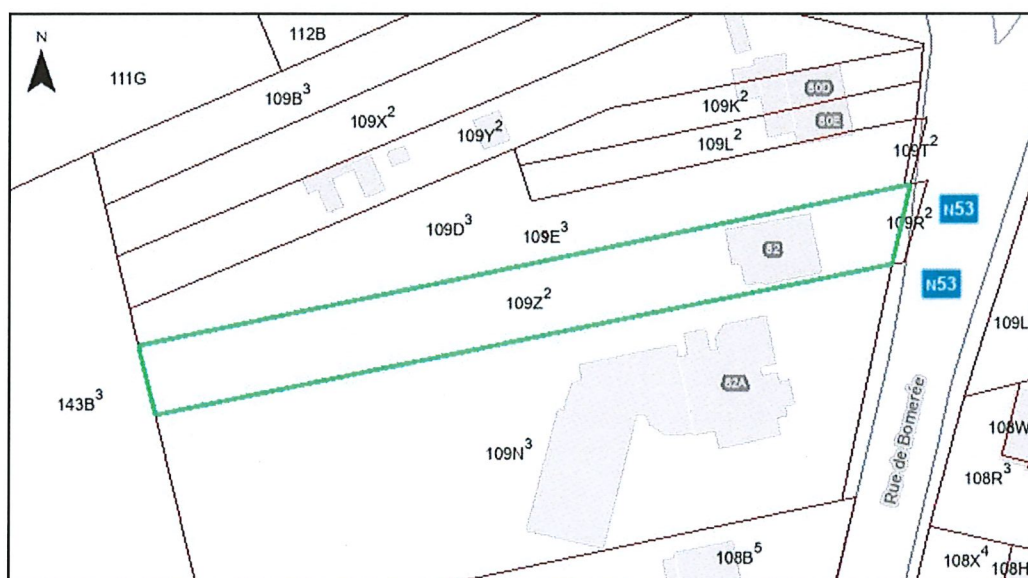 N
112B
111G
109B³
109X²
109K²
80D
80E
109Y²
109L²
109T²
109D³
109E³
109R²
N53
82
N53
109Z²
109L
82A
143B³
109N³
Rue de Bomerée
108W
108R³
108B⁵
108X⁴
108H